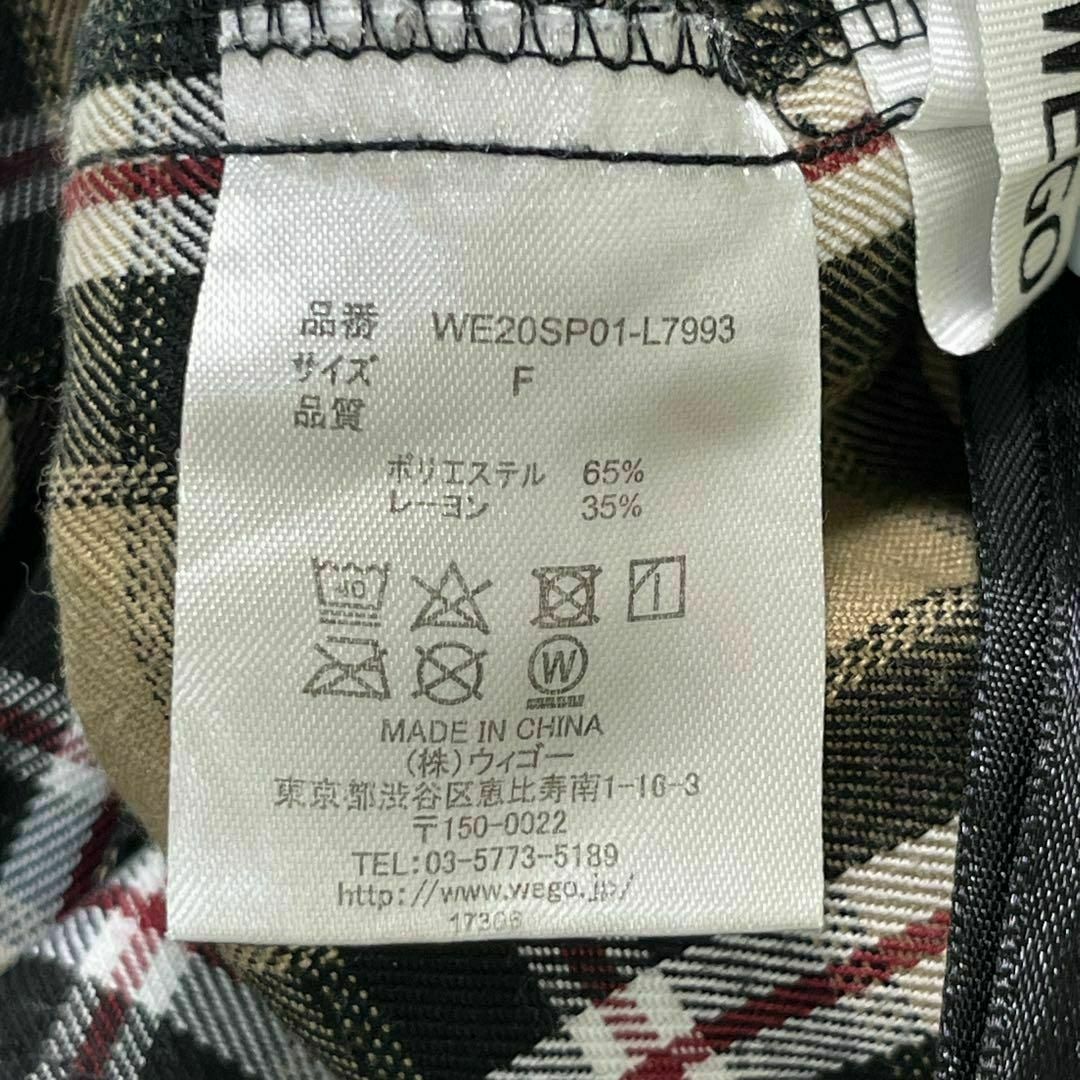 WEGO
品番 WE20SP01-L7993
サイズ F
品質
ポリエステル 65%
レーヨン 35%
40
W
MADE IN CHINA
(株)ウィゴー
東京都渋谷区恵比寿南1-16-3
〒150-0022
TEL:03-5773-5189
http://www.wego.jp/
17306